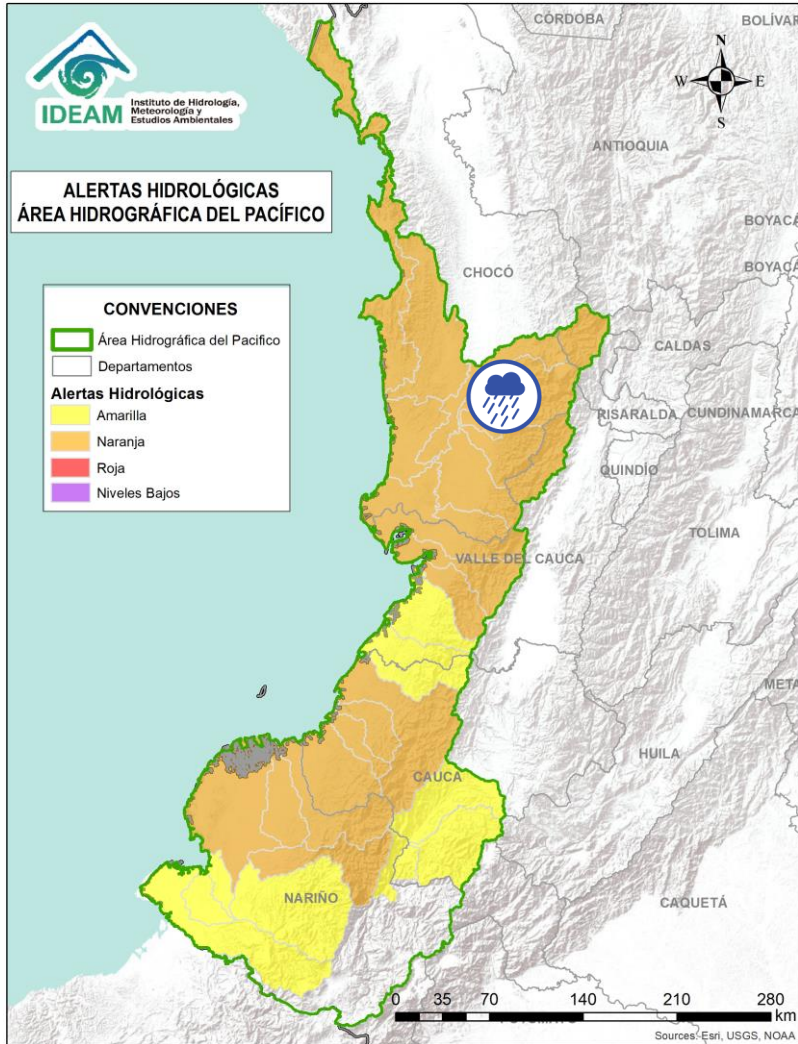 IDEAM
Instituto de Hidrología,
Meteorología y
Estudios Ambientales
CÓRDOBA
BOLÍVAR
N
W
E
S
ANTIOQUIA
ALERTAS HIDROLÓGICAS
ÁREA HIDROGRÁFICA DEL PACÍFICO
BOYACÁ
CHOCÓ
BOYACÁ
CONVENCIONES
Área Hidrográfica del Pacifico
Departamentos
Alertas Hidrológicas
Amarilla
Naranja
Roja
Niveles Bajos
CALDAS
RISARALDA
CUNDINAMARCA
QUINDÍO
TOLIMA
VALLE DEL CAUCA
META
HUILA
CAUCA
NARIÑO
CAQUETÁ
0 35 70 140 210 280
km
Sources: Esri, USGS, NOAA